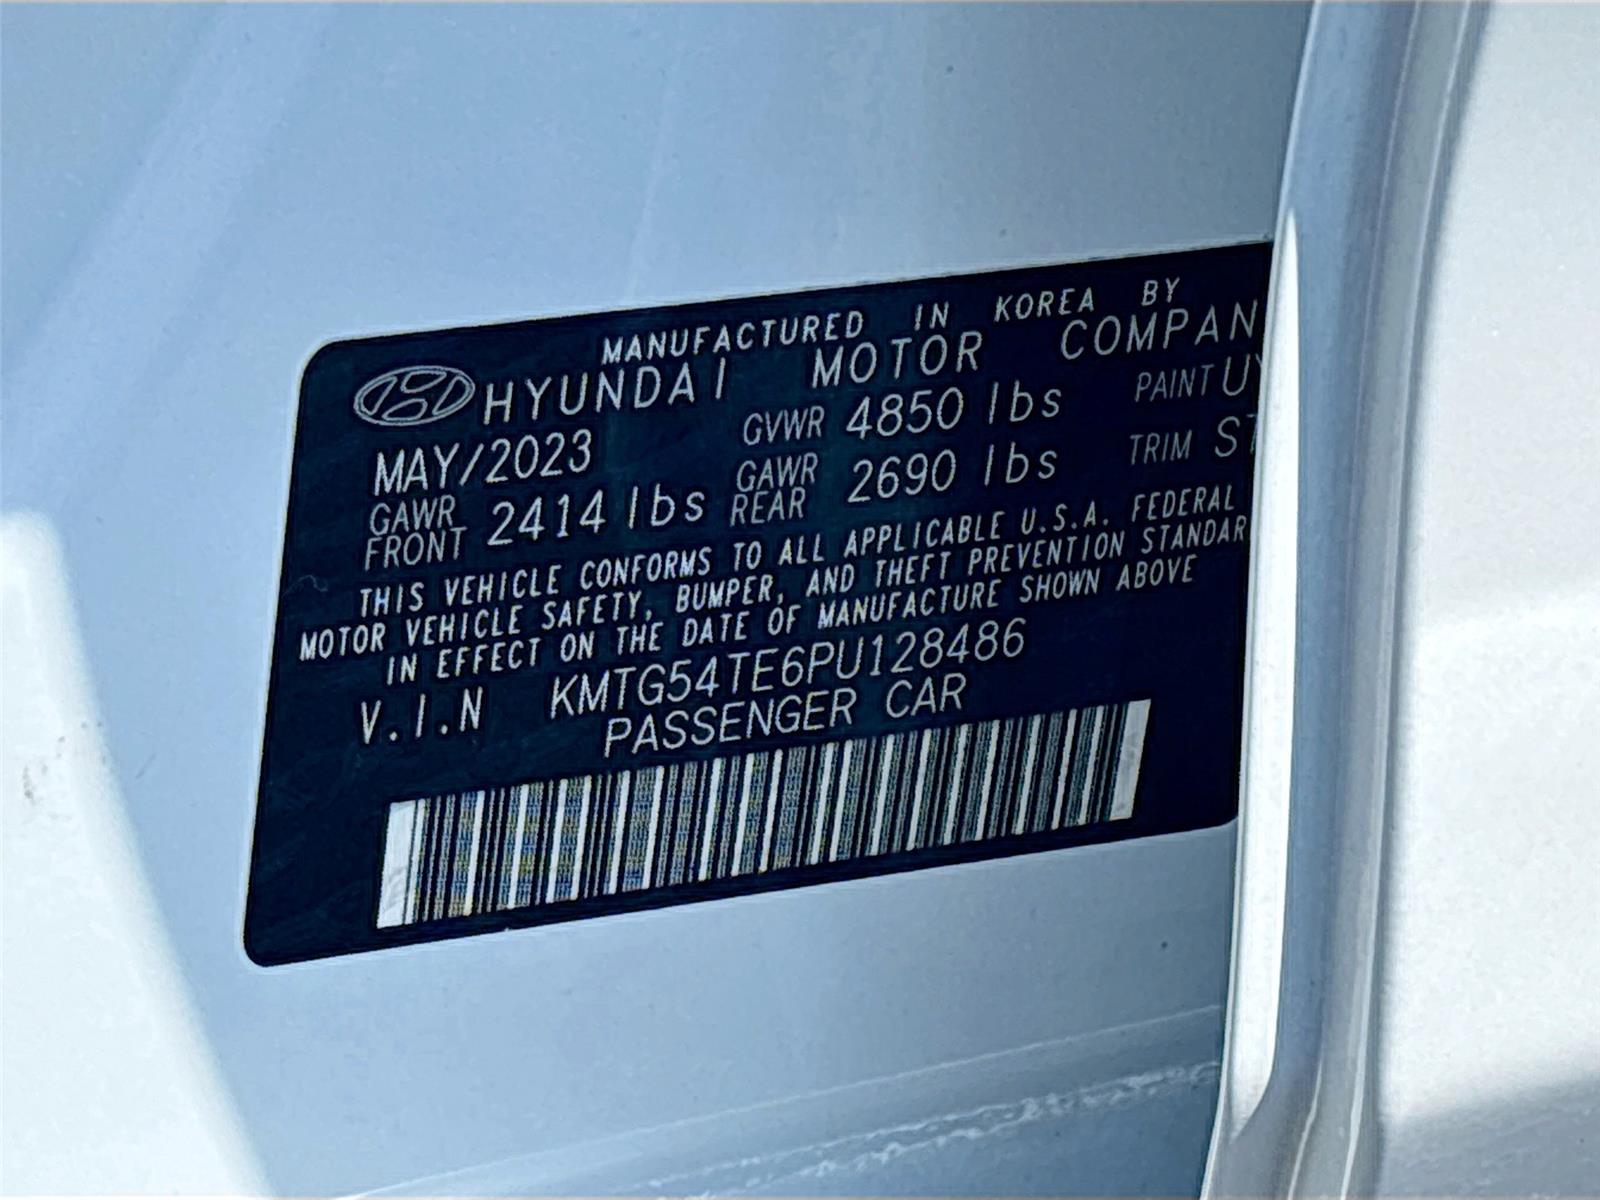 MANUFACTURED IN KOREA BY
HYUNDAI MOTOR COMPAN
MAY/2023 GVWR 4850 lbs PAINT UY
GAWR FRONT 2414 lbs GAWR REAR 2690 lbs TRIM ST
THIS VEHICLE CONFORMS TO ALL APPLICABLE U.S.A. FEDERAL
MOTOR VEHICLE SAFETY, BUMPER, AND THEFT PREVENTION STANDAR
IN EFFECT ON THE DATE OF MANUFACTURE SHOWN ABOVE
V.I.N KMTG54TE6PU128486
PASSENGER CAR